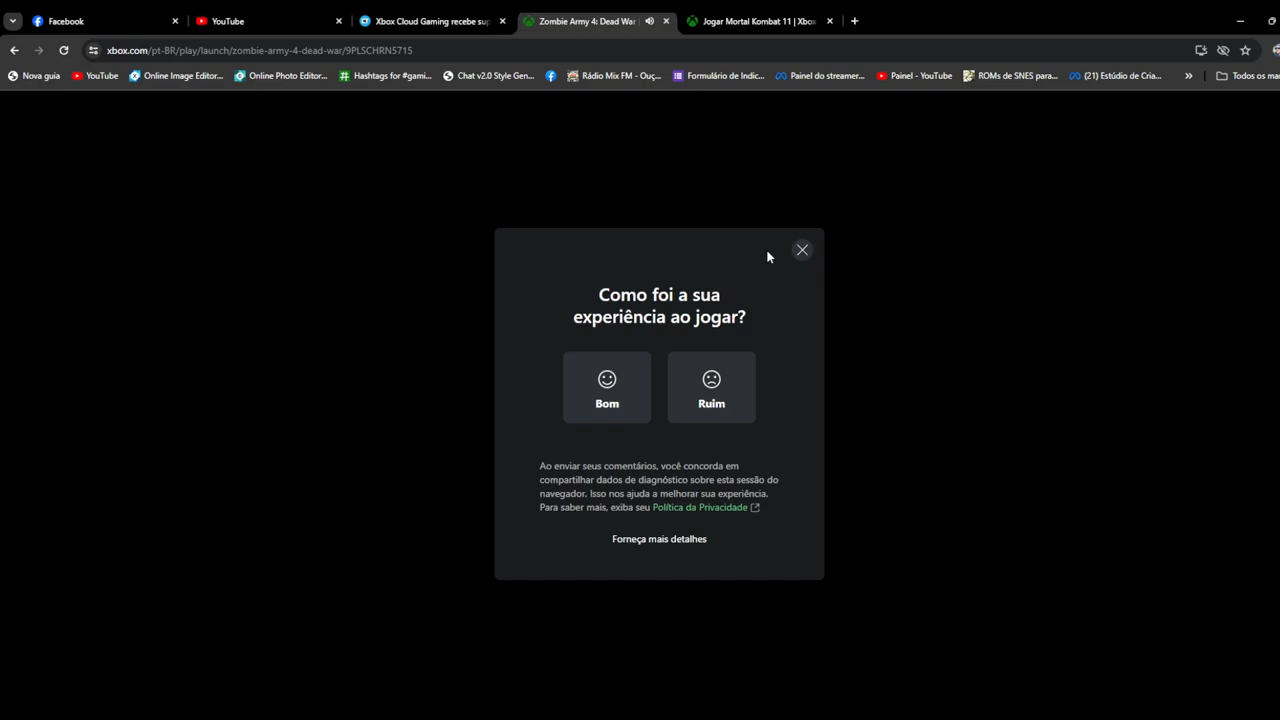 Facebook
YouTube
Xbox Cloud Gaming recebe sup
Zombie Army 4: Dead War
Jogar Mortal Kombat 11 | Xbox
xbox.com/pt-BR/play/launch/zombie-army-4-dead-war/9PLSCHRN5715
Nova guia
YouTube
Online Image Editor...
Online Photo Editor...
Hashtags for #gami...
Chat v2.0 Style Gen...
Rádio Mix FM - Ouç...
Formulário de Indic...
Painel do streamer...
Painel - YouTube
ROMs de SNES para...
(21) Estúdio de Cria...
»
Todos os mar
Como foi a sua
experiência ao jogar?
Bom
Ruim
Ao enviar seus comentários, você concorda em
compartilhar dados de diagnóstico sobre esta sessão do
navegador. Isso nos ajuda a melhorar sua experiência.
Para saber mais, exiba seu Política da Privacidade
Forneça mais detalhes